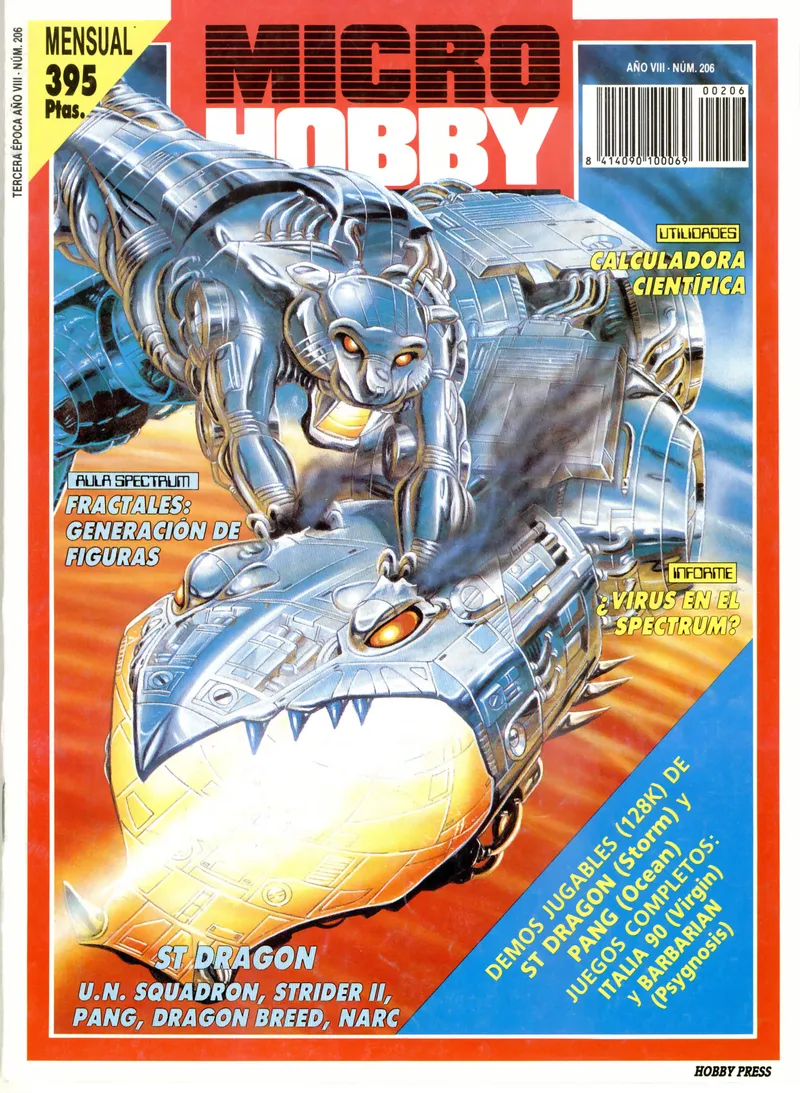 TERCERA ÉPOCA AÑO VIII - NÚM. 206
MENSUAL
395
Ptas.
MICRO
HOBBY
AÑO VIII - NÚM. 206
00206
8 414090 100069
UTILIDADES
CALCULADORA
CIENTÍFICA
AULA SPECTRUM
FRACTALES:
GENERACIÓN DE
FIGURAS
INFORME
¿VIRUS EN EL
SPECTRUM?
DEMOS JUGABLES (128K) DE
ST DRAGON (Storm) y
PANG (Ocean)
JUEGOS COMPLETOS:
ITALIA 90 (Virgin)
y BARBARIAN
(Psygnosis)
ST DRAGON
U.N. SQUADRON, STRIDER II,
PANG, DRAGON BREED, NARC
HOBBY PRESS